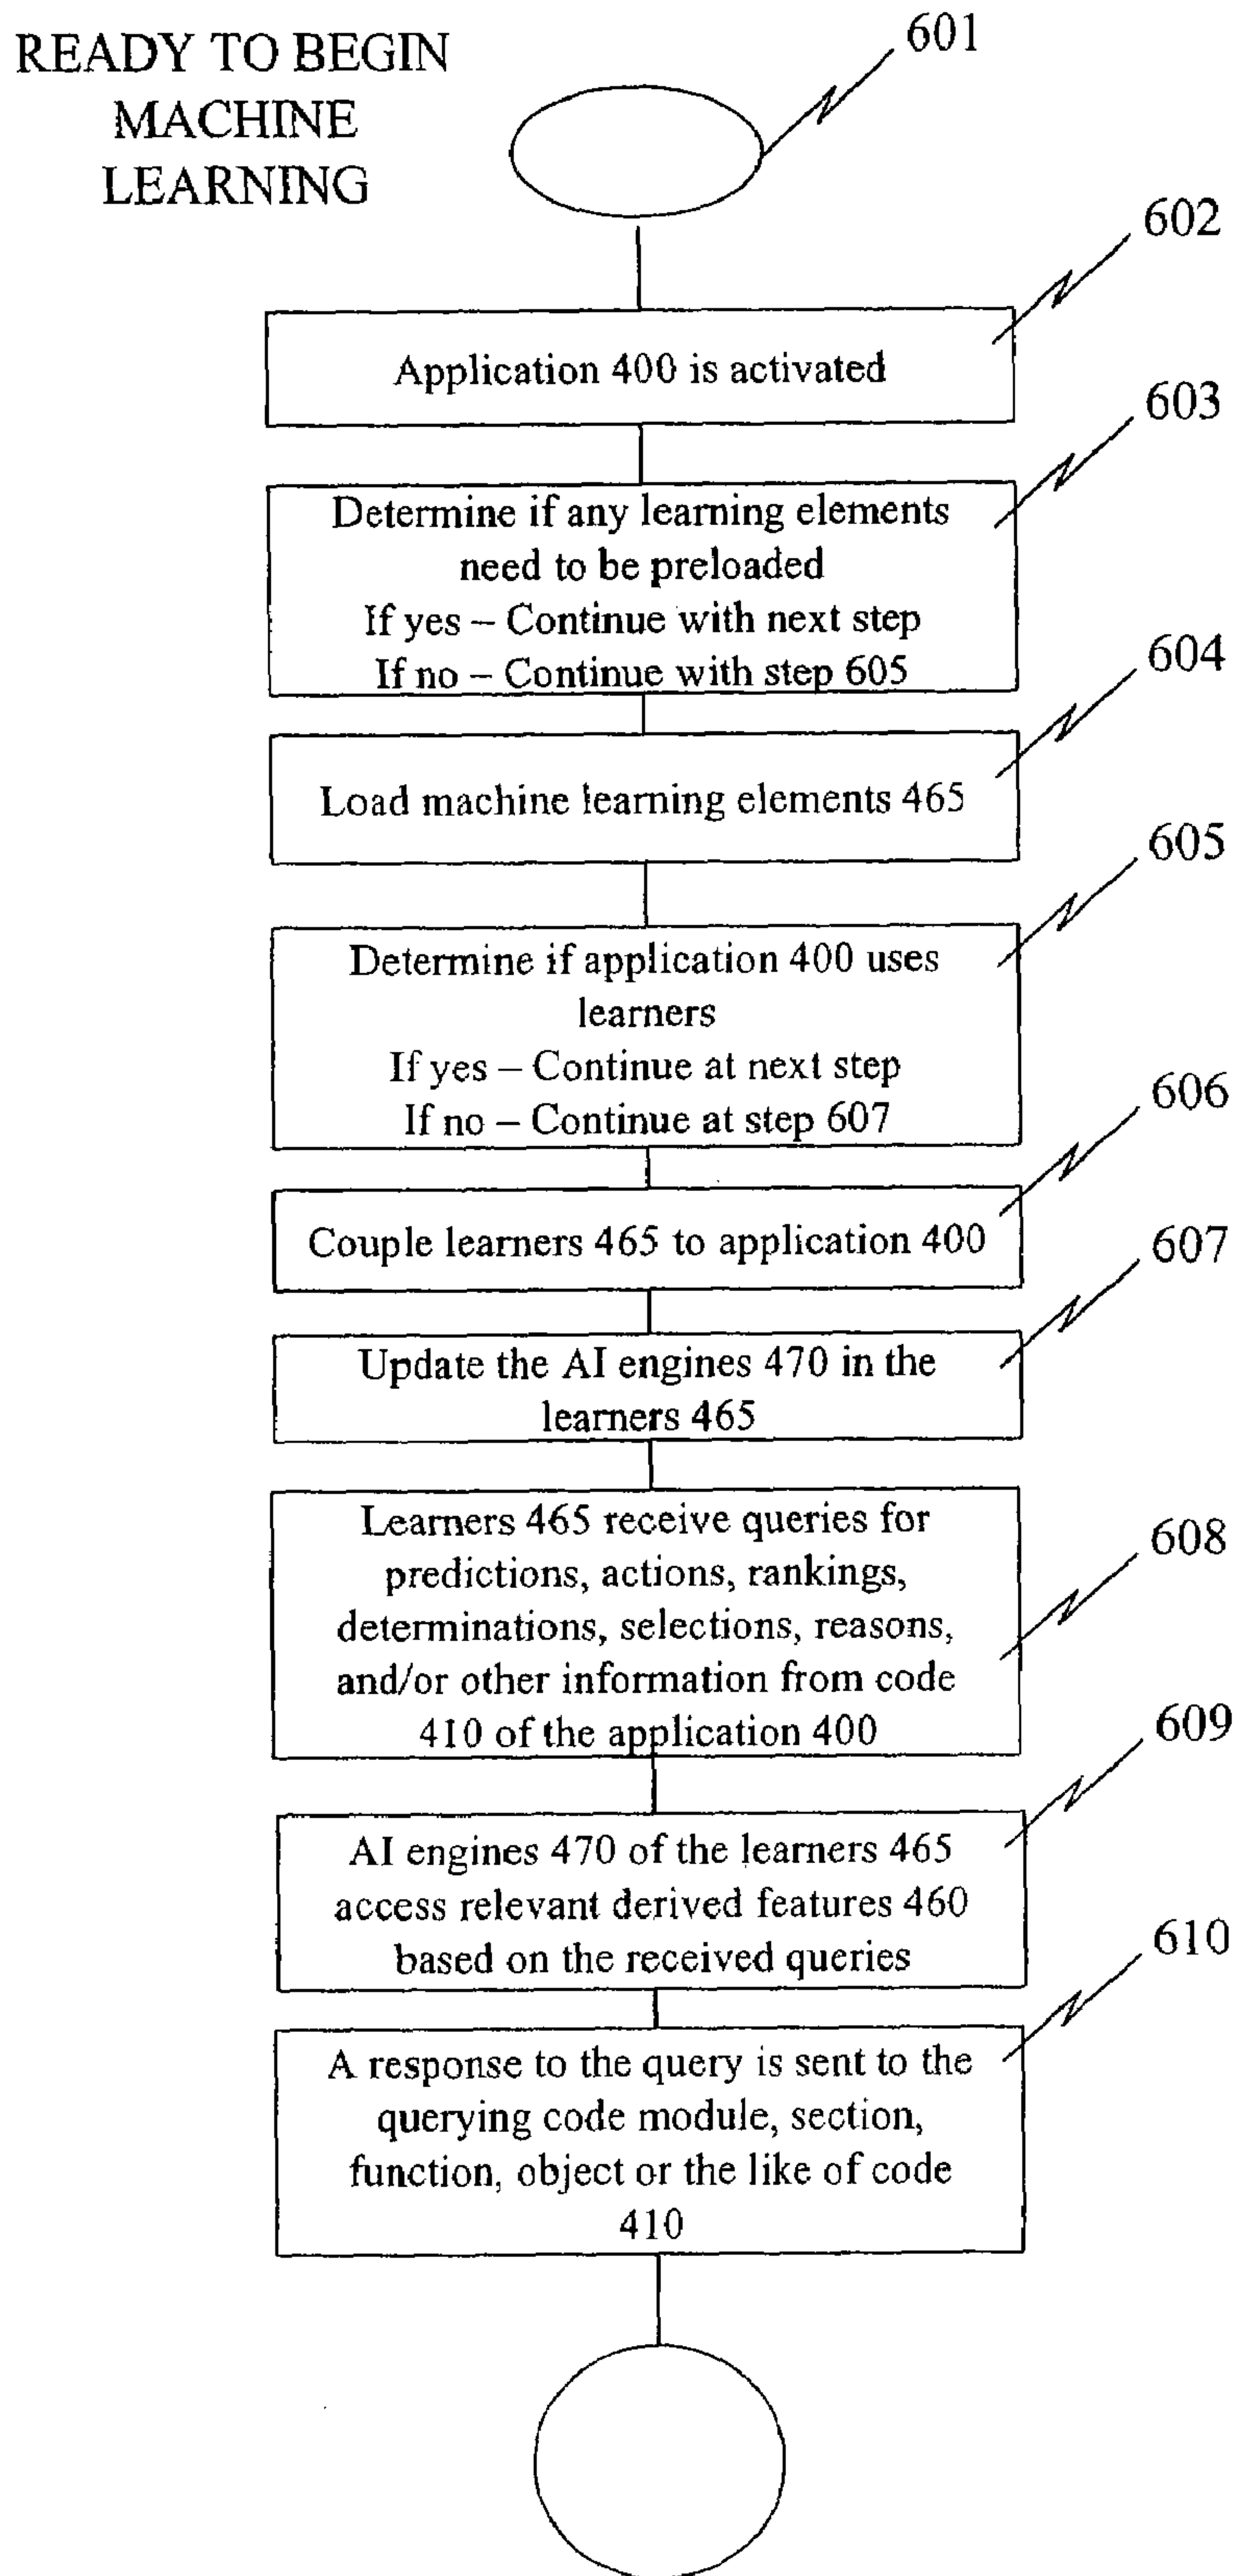 READY TO BEGIN
MACHINE
LEARNING
601
602
Application 400 is activated
603
Determine if any learning elements
need to be preloaded
If yes – Continue with next step
If no – Continue with step 605
604
Load machine learning elements 465
605
Determine if application 400 uses
learners
If yes – Continue at next step
If no – Continue at step 607
606
Couple learners 465 to application 400
607
Update the AI engines 470 in the
learners 465
608
Learners 465 receive queries for
predictions, actions, rankings,
determinations, selections, reasons,
and/or other information from code
410 of the application 400
609
AI engines 470 of the learners 465
access relevant derived features 460
based on the received queries
610
A response to the query is sent to the
querying code module, section,
function, object or the like of code
410